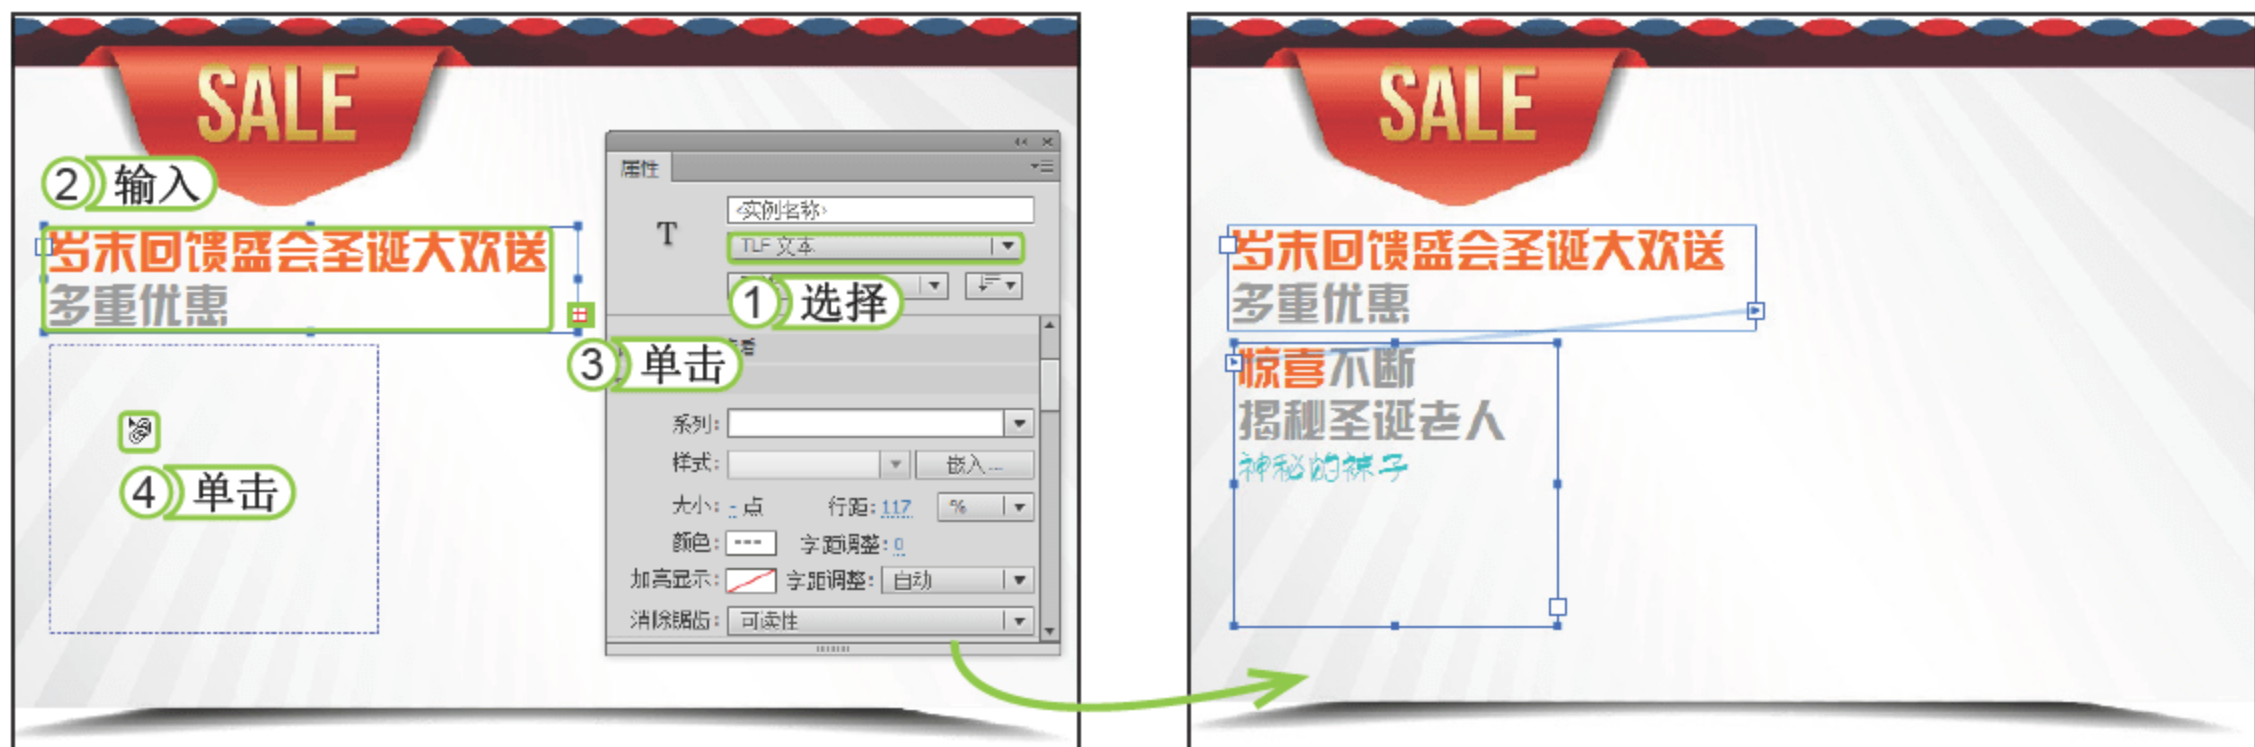 SALE
② 输入
岁末回馈盛会圣诞大欢送
多重优惠
属性
T
<实例名称>
TLF 文本
① 选择
③ 单击
系列:
样式:
嵌入...
大小: - 点
行距: 117
%
颜色: ---
字距调整: 0
加亮显示:
字距调整: 自动
消除锯齿: 可读性
④ 单击
SALE
岁末回馈盛会圣诞大欢送
多重优惠
惊喜不断
揭秘圣诞老人
神秘的袜子